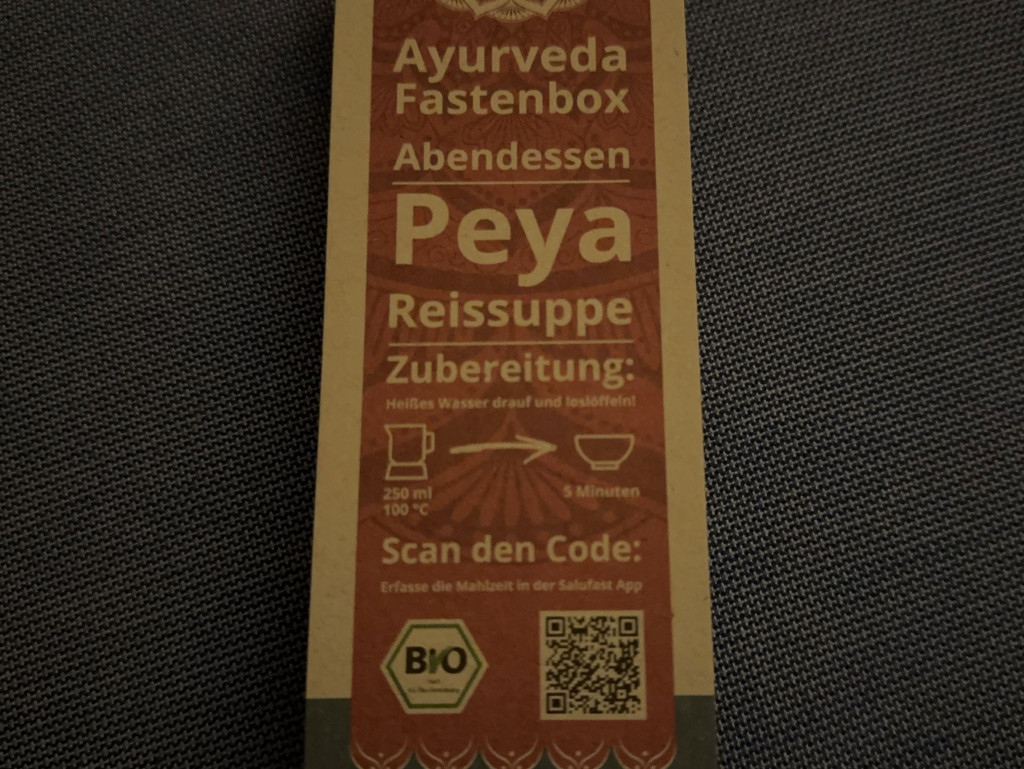 Ayurveda
Fastenbox
Abendessen
Peya
Reissuppe
Zubereitung:
Heißes Wasser drauf und loslöffeln!
250 ml
100 °C
5 Minuten
Scan den Code:
Erfasse die Mahlzeit in der Salufast App
BIO